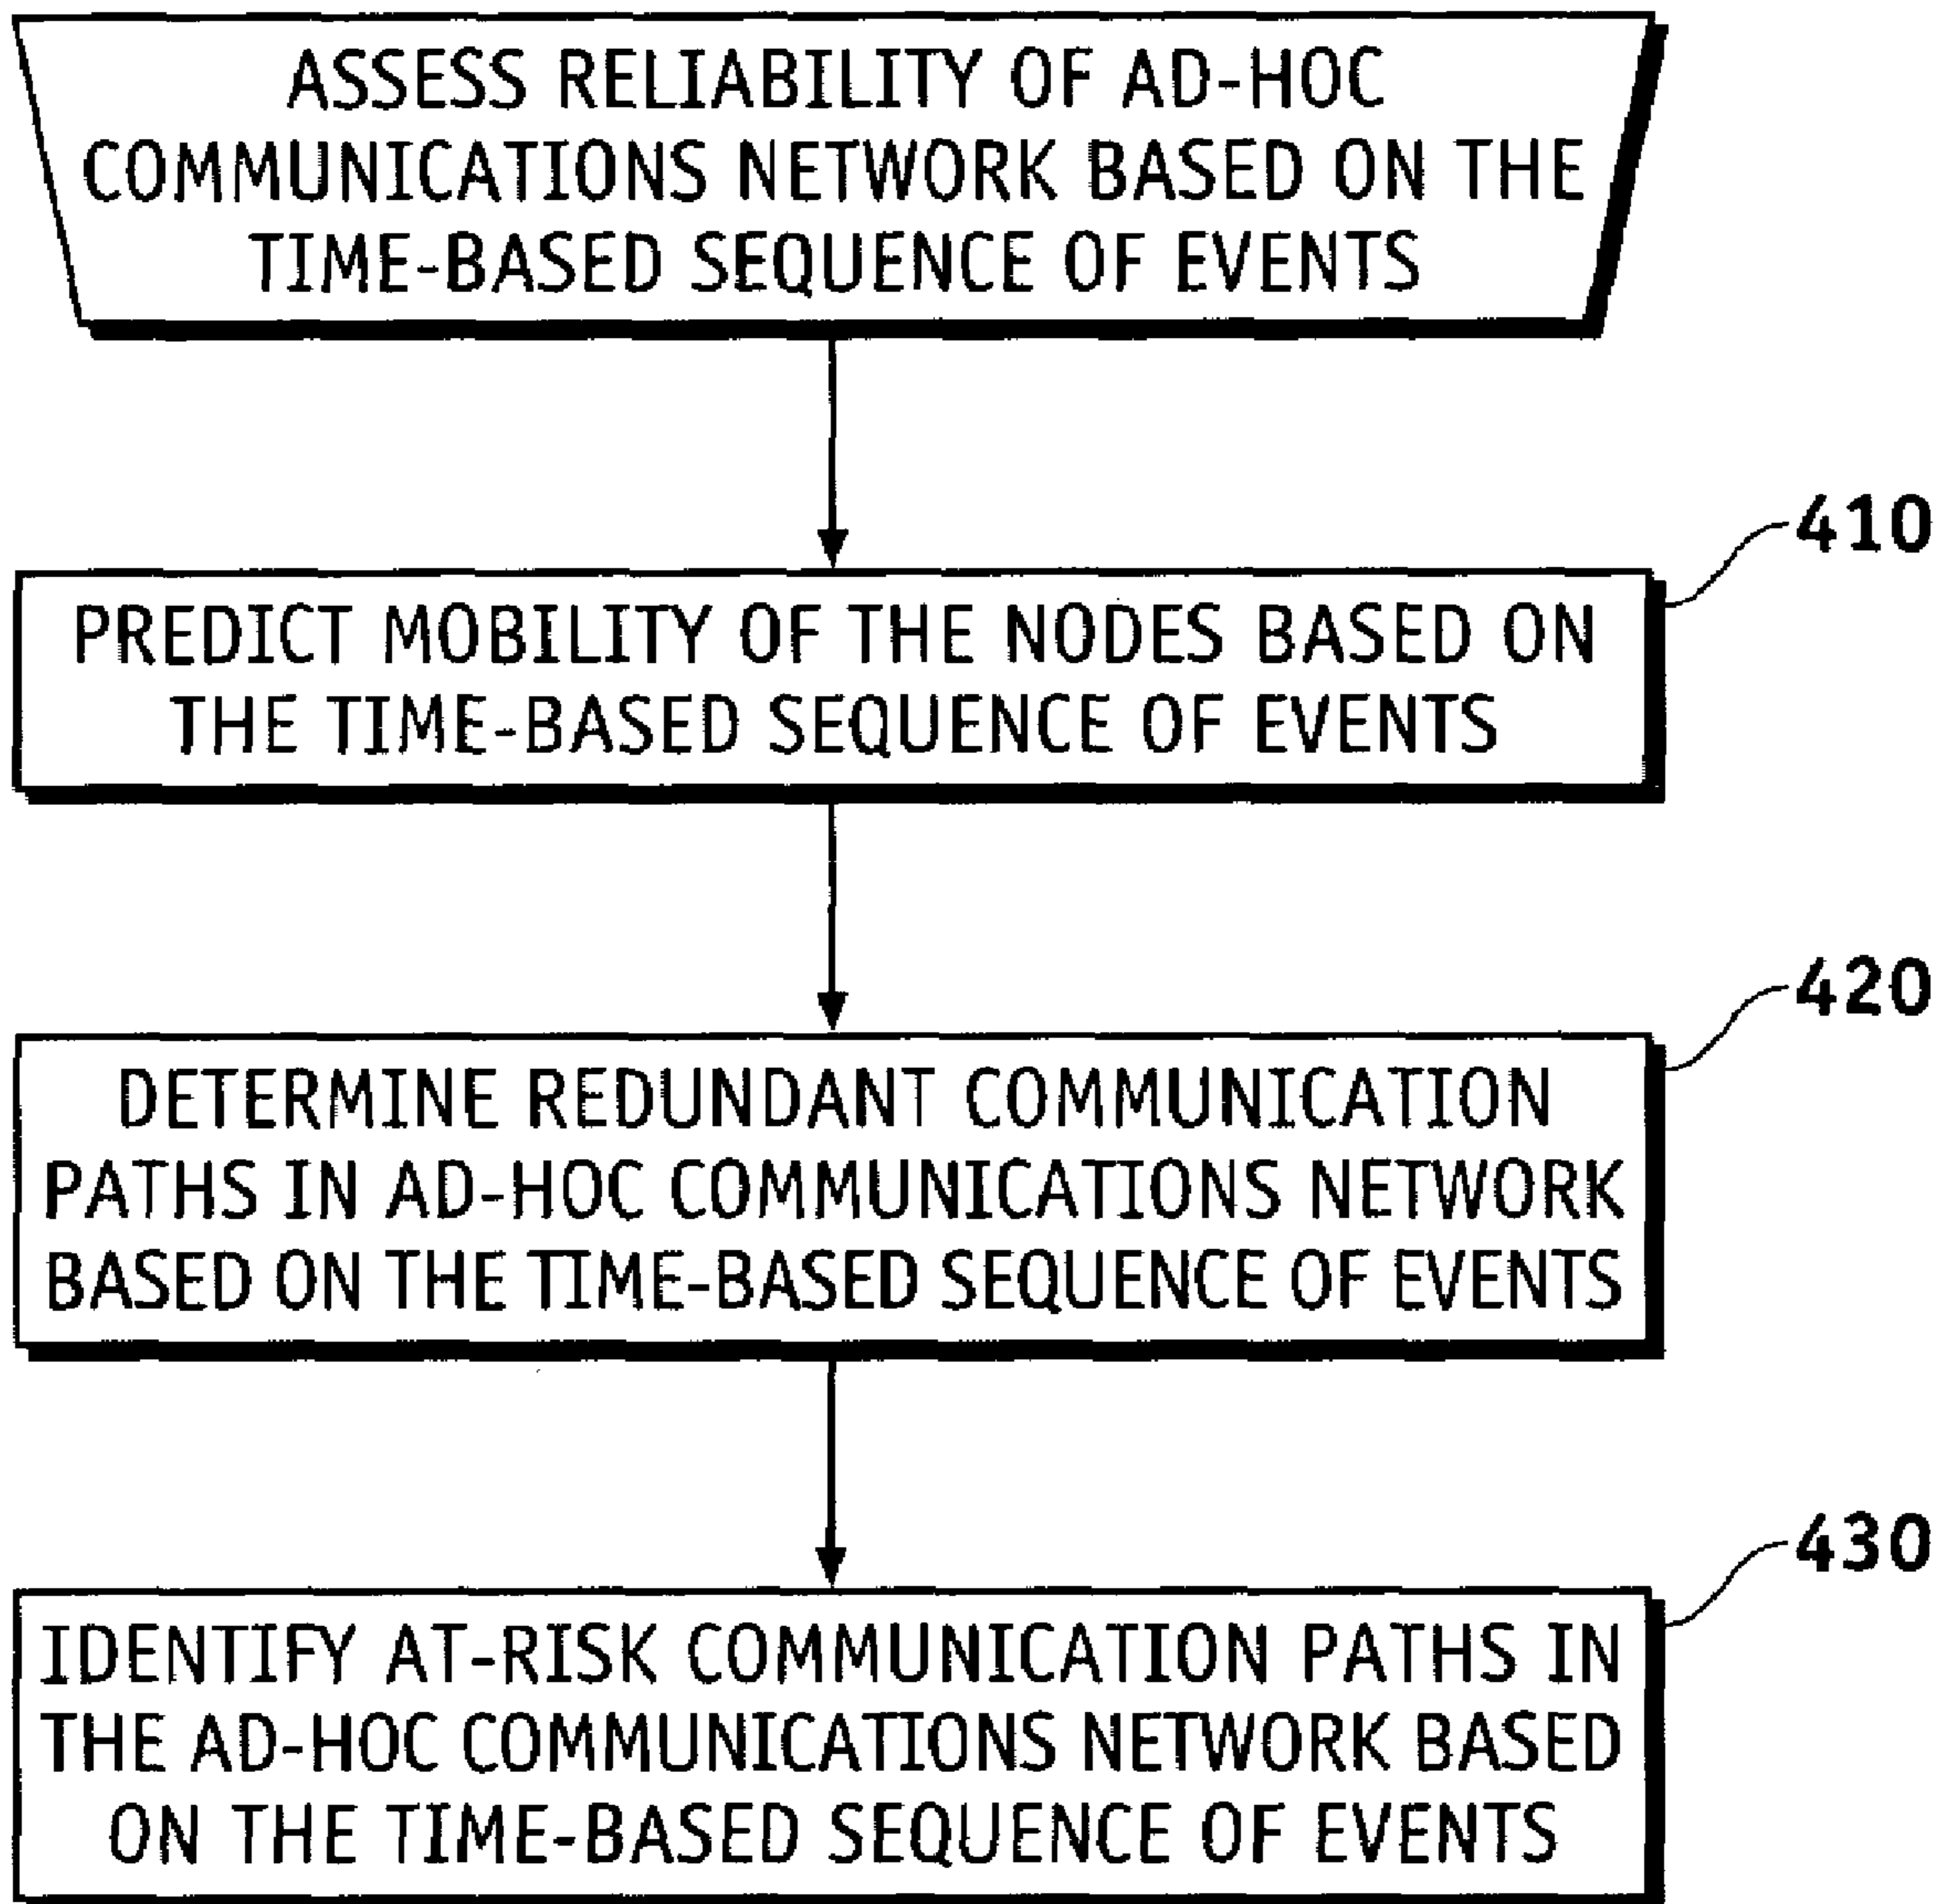 ASSESS RELIABILITY OF AD-HOC
COMMUNICATIONS NETWORK BASED ON THE
TIME-BASED SEQUENCE OF EVENTS
410
PREDICT MOBILITY OF THE NODES BASED ON
THE TIME-BASED SEQUENCE OF EVENTS
420
DETERMINE REDUNDANT COMMUNICATION
PATHS IN AD-HOC COMMUNICATIONS NETWORK
BASED ON THE TIME-BASED SEQUENCE OF EVENTS
430
IDENTIFY AT-RISK COMMUNICATION PATHS IN
THE AD-HOC COMMUNICATIONS NETWORK BASED
ON THE TIME-BASED SEQUENCE OF EVENTS